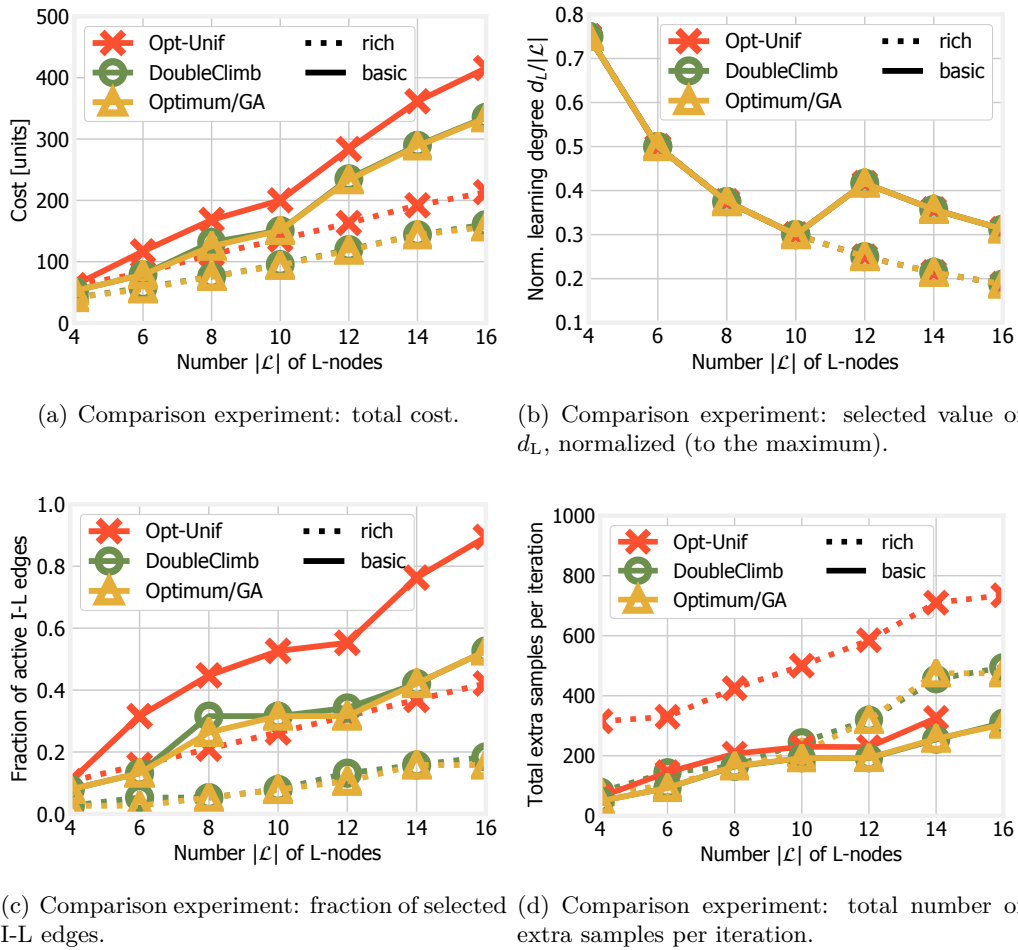 500
400
300
200
100
0
Cost [units]
Opt-Unif
DoubleClimb
Optimum/GA
rich
basic
4 6 8 10 12 14 16
Number |ℒ| of L-nodes
(a) Comparison experiment: total cost.
0.8
0.7
0.6
0.5
0.4
0.3
0.2
0.1
Norm. learning degree d_L/|ℒ|
Opt-Unif
DoubleClimb
Optimum/GA
rich
basic
4 6 8 10 12 14 16
Number |ℒ| of L-nodes
(b) Comparison experiment: selected value of
d_L, normalized (to the maximum).
1.0
0.8
0.6
0.4
0.2
0.0
Fraction of active I-L edges
Opt-Unif
DoubleClimb
Optimum/GA
rich
basic
4 6 8 10 12 14 16
Number |ℒ| of L-nodes
(c) Comparison experiment: fraction of selected
I-L edges.
1000
800
600
400
200
0
Total extra samples per iteration
Opt-Unif
DoubleClimb
Optimum/GA
rich
basic
4 6 8 10 12 14 16
Number |ℒ| of L-nodes
(d) Comparison experiment: total number of
extra samples per iteration.